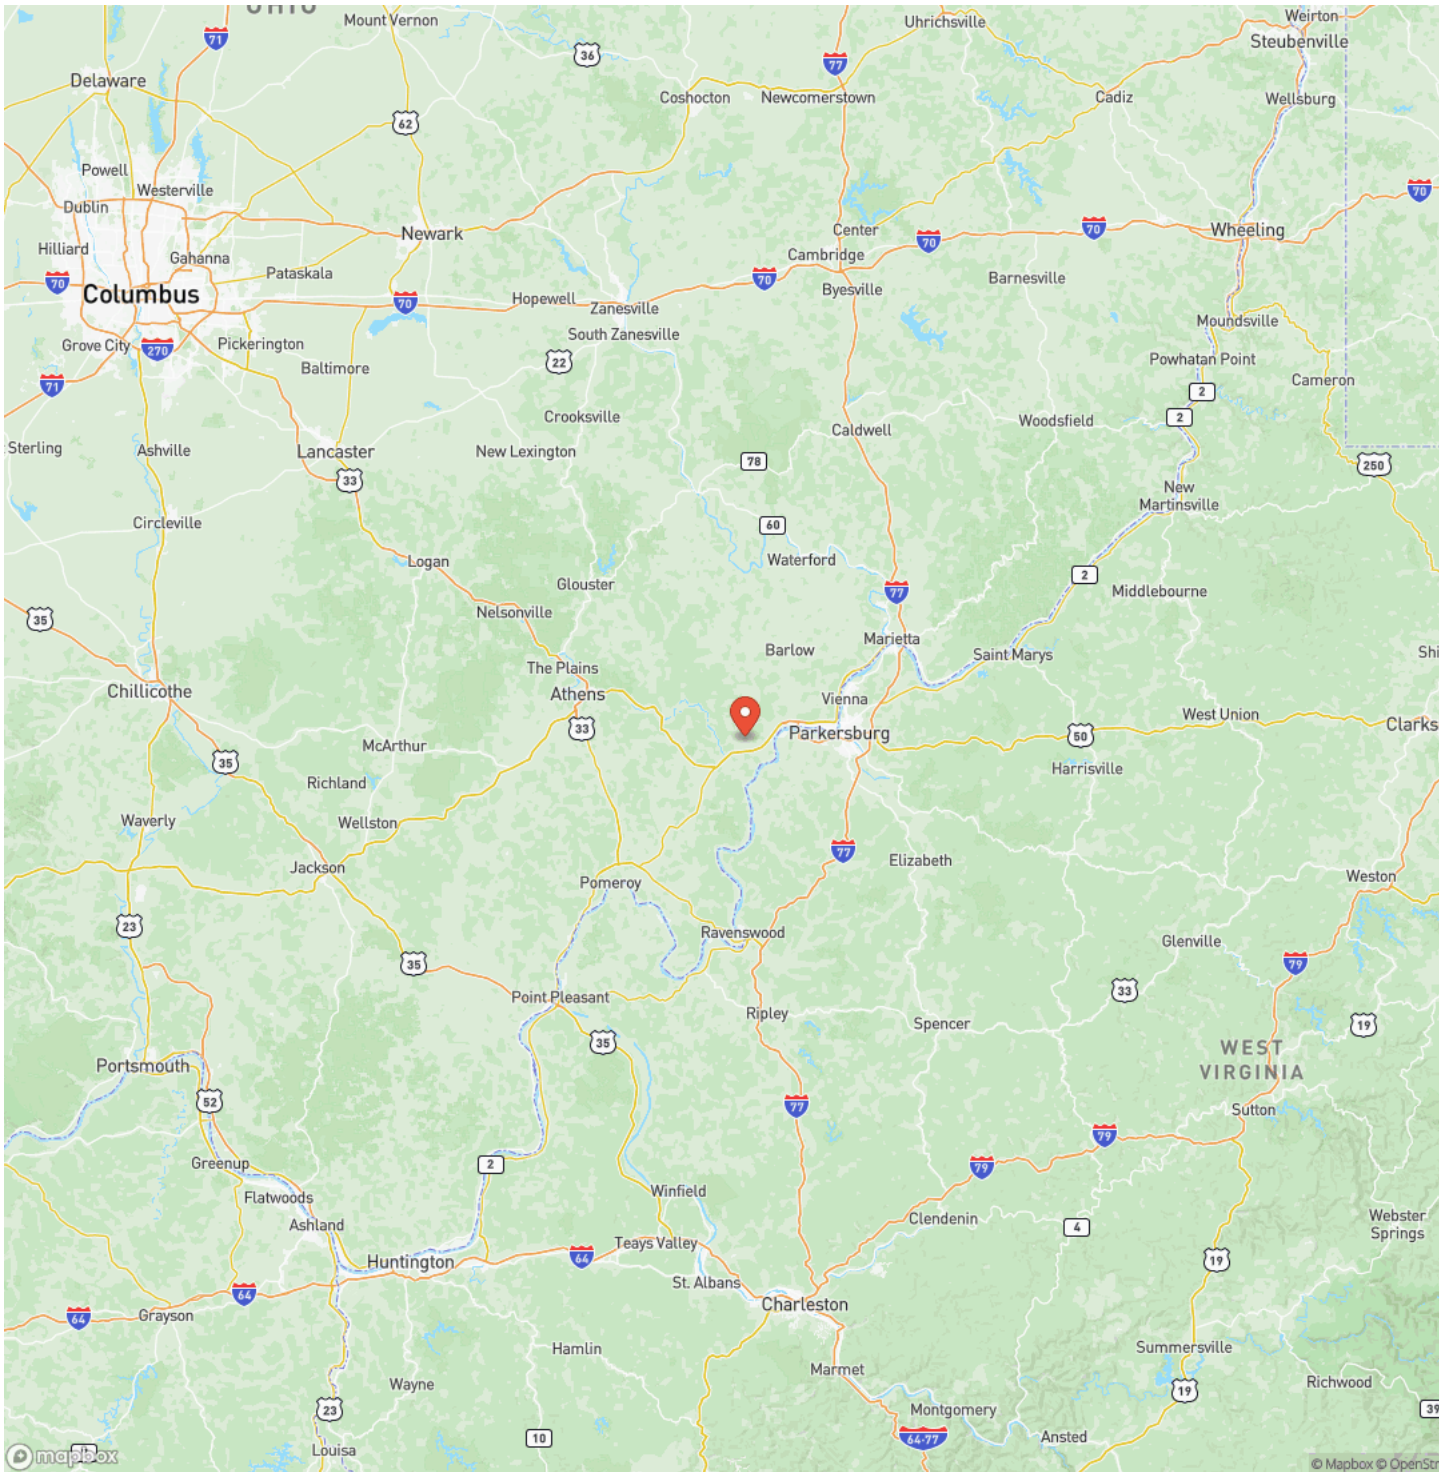 OHIO
Mount Vernon
Uhrichsville
Weirton
71
36
77
Steubenville
Delaware
Coshocton
Newcomerstown
Cadiz
Wellsburg
62
Powell
Westerville
70
Dublin
Newark
Center
70
70
Wheeling
Hilliard
Gahanna
Cambridge
Pataskala
Barnesville
70
70
70
Byesville
Columbus
Hopewell
Zanesville
Moundsville
South Zanesville
Grove City
270
Pickerington
22
Powhatan Point
Baltimore
71
Cameron
2
Crooksville
2
Woodsfield
Caldwell
Sterling
Ashville
Lancaster
New Lexington
78
250
33
New
Martinsville
Circleville
60
Logan
Waterford
2
Glouster
77
Middlebourne
35
Nelsonville
Marietta
Barlow
Saint Marys
Shi
The Plains
Chillicothe
Athens
Vienna
West Union
33
Parkersburg
50
Clarks
McArthur
35
Harrisville
Richland
Waverly
Wellston
77
Elizabeth
Jackson
Pomeroy
Weston
23
Ravenswood
Glenville
35
79
Point Pleasant
33
Ripley
Spencer
19
35
WEST
VIRGINIA
Portsmouth
52
77
Sutton
79
Greenup
2
79
Flatwoods
Winfield
Ashland
Clendenin
4
Webster
Springs
Teays Valley
Huntington
64
19
St. Albans
64
Charleston
64
Grayson
Hamlin
Summersville
Marmet
Wayne
19
Richwood
23
Montgomery
39
10
64-77
Ansted
Louisa
mapbox
© Mapbox © OpenStr